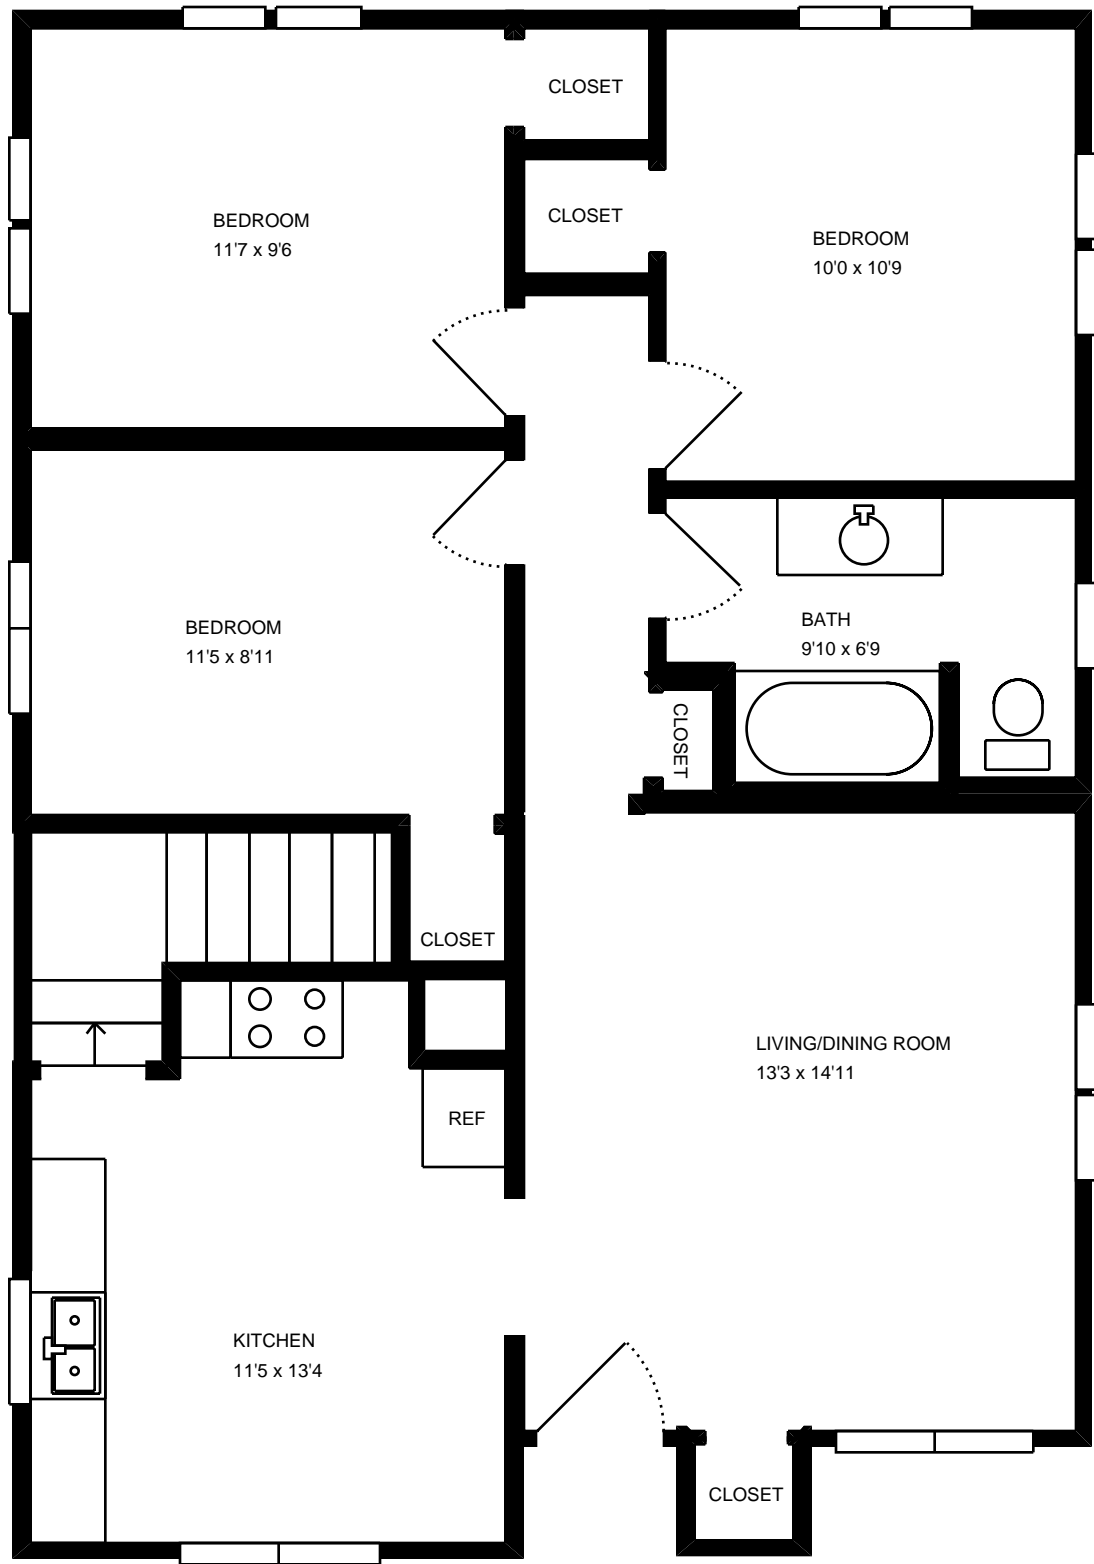 CLOSET
CLOSET
BEDROOM
11'7 x 9'6
BEDROOM
10'0 x 10'9
BEDROOM
11'5 x 8'11
BATH
9'10 x 6'9
CLOSET
CLOSET
LIVING/DINING ROOM
13'3 x 14'11
REF
KITCHEN
11'5 x 13'4
CLOSET